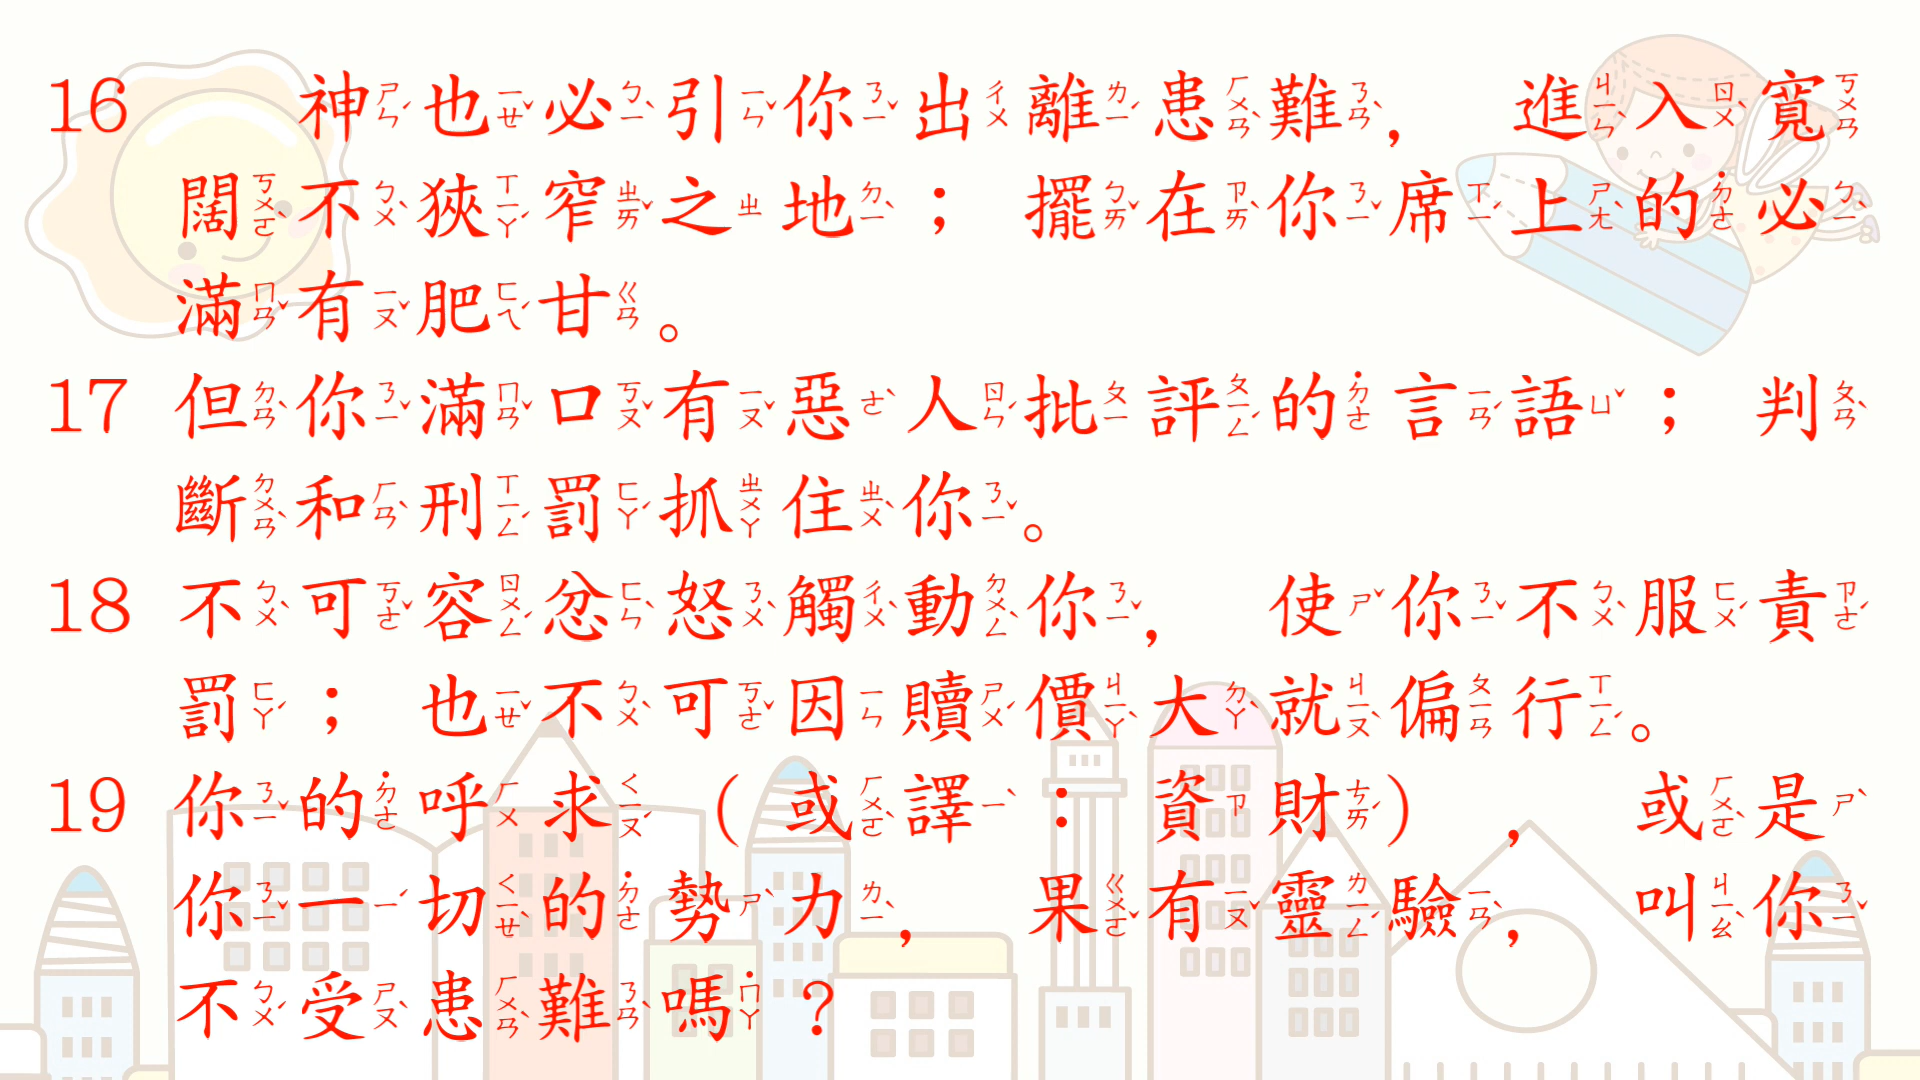 16 神也必引你出離患難， 進入寬
闊不狹窄之地； 擺在你席上的必
滿有肥甘。
17 但你滿口有惡人批評的言語； 判
斷和刑罰抓住你。
18 不可容忿怒觸動你， 使你不服責
罰； 也不可因贖價大就偏行。
19 你的呼求（或譯：資財）， 或是
你一切的勢力， 果有靈驗， 叫你
不受患難嗎？